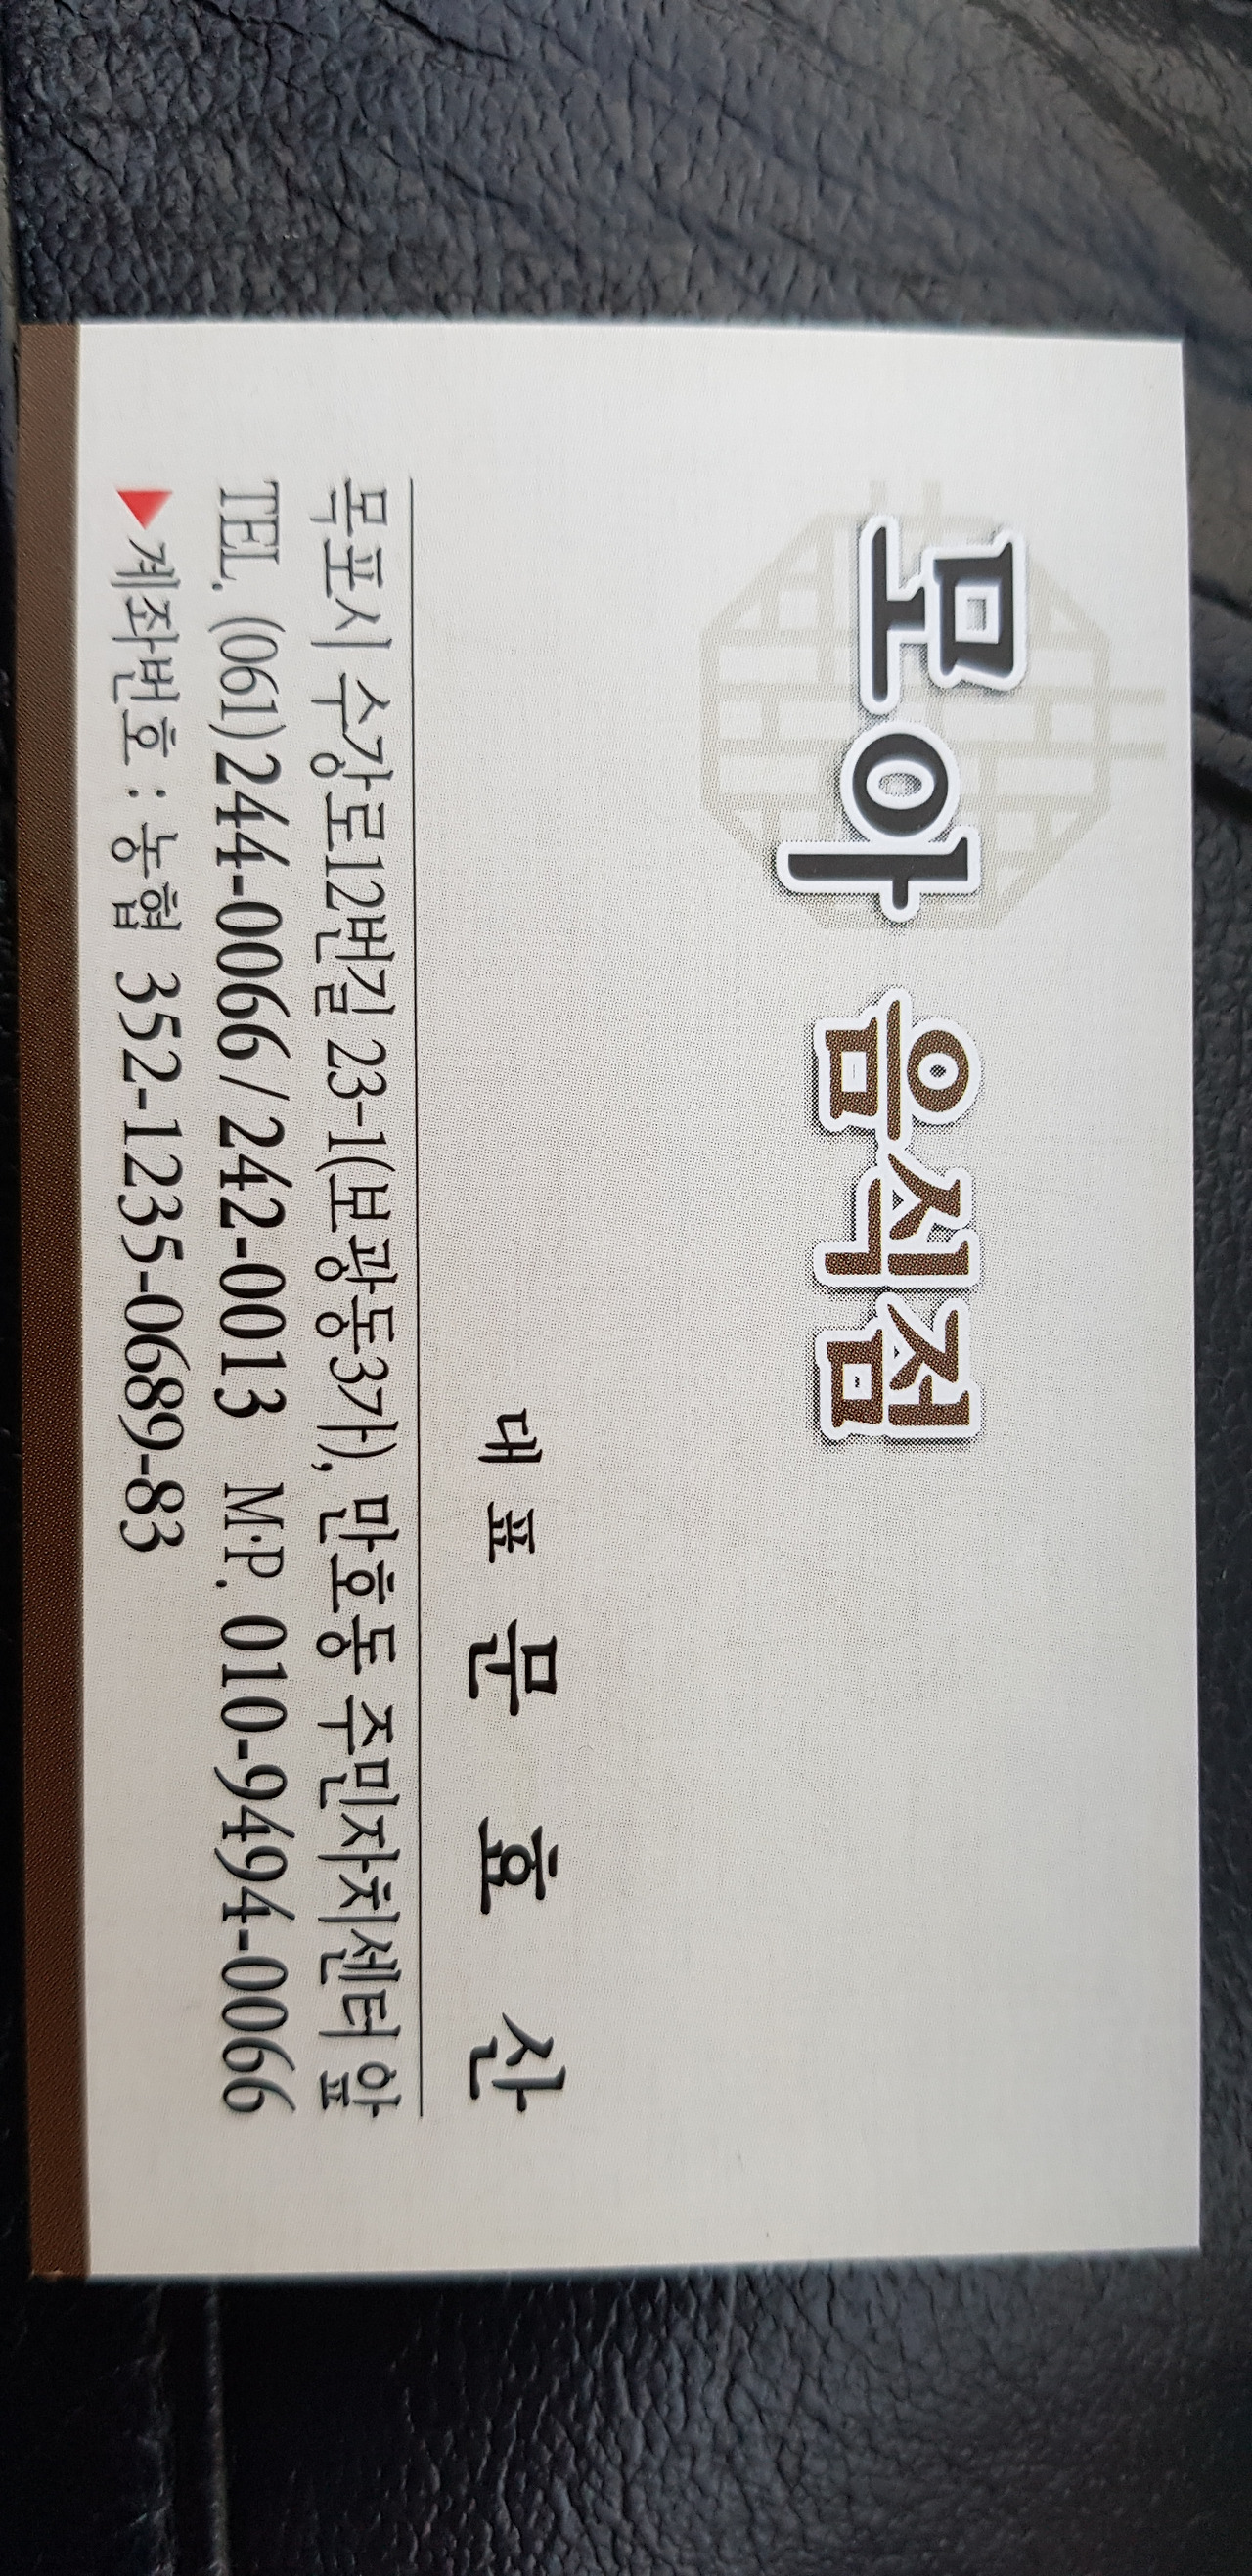 모아 음식점
대표 문효산
목포시 수강로12번길 23-1(보광동3가), 만호동 주민자치센터 앞
TEL. (061)244-0066 / 242-0013 M·P. 010-9494-0066
▶계좌번호 : 농협 352-1235-0689-83